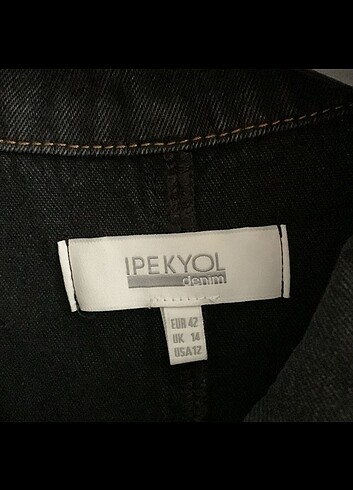 IPEKYOL
denim
EUR 42
UK 14
USA 12